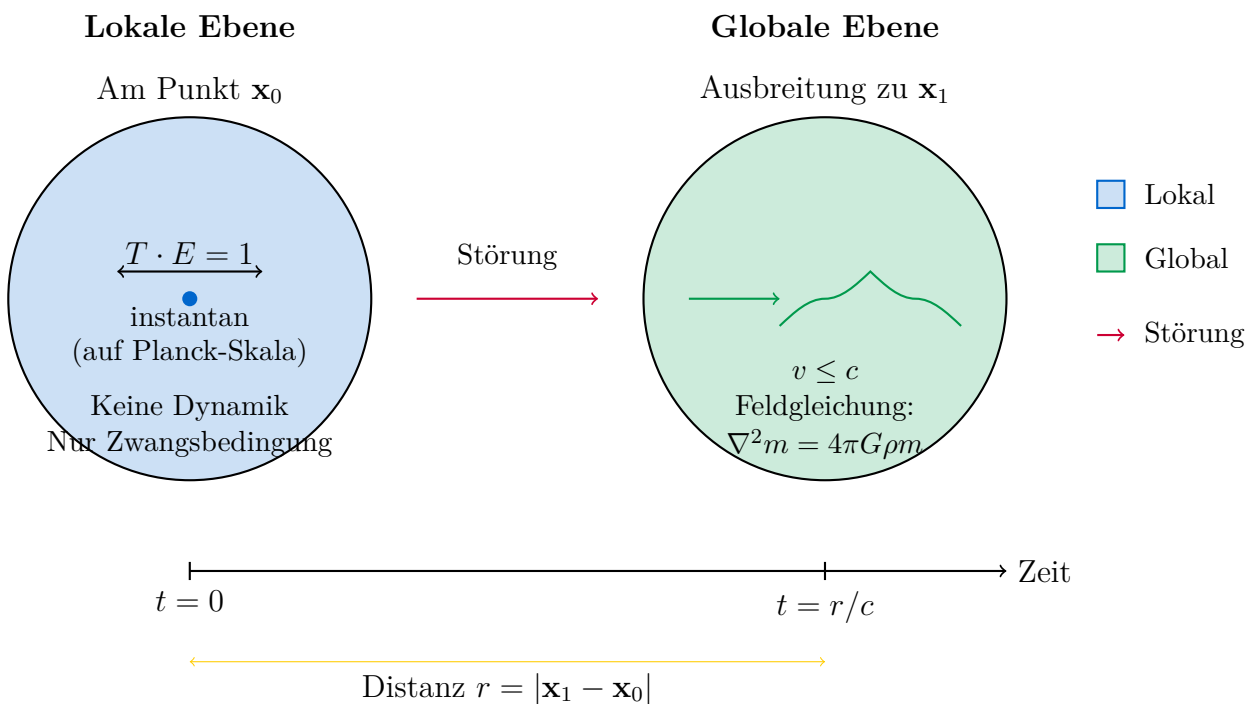 Lokale Ebene
Am Punkt x₀
T · E = 1
instantan
(auf Planck-Skala)
Keine Dynamik
Nur Zwangsbedingung
Störung
Globale Ebene
Ausbreitung zu x₁
v ≤ c
Feldgleichung:
∇²m = 4πGρm
Lokal
Global
Störung
Zeit
t = 0
t = r/c
Distanz r = |x₁ − x₀|